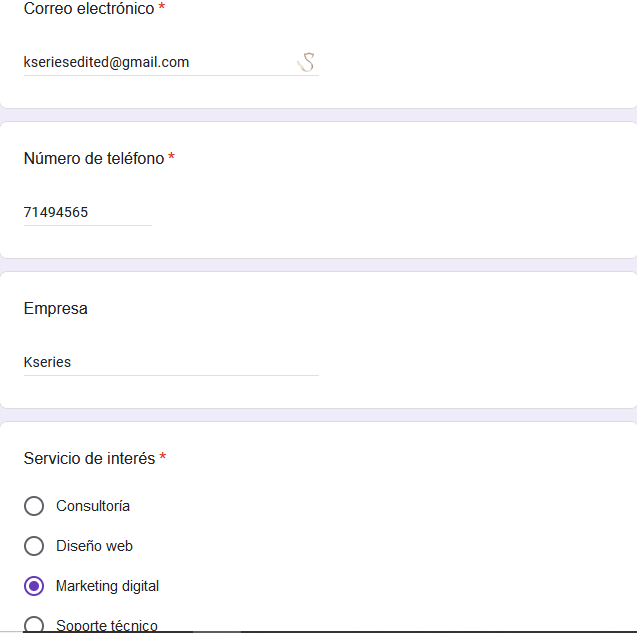 Correo electrónico *
kseriesedited@gmail.com
Número de teléfono *
71494565
Empresa
Kseries
Servicio de interés *
Consultoría
Diseño web
Marketing digital
Soporte técnico